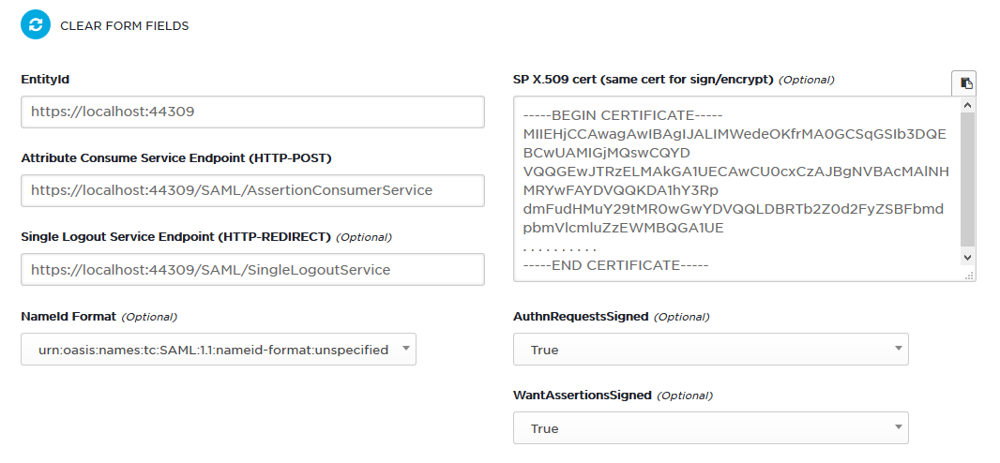 CLEAR FORM FIELDS
EntityId
https://localhost:44309
Attribute Consume Service Endpoint (HTTP-POST)
https://localhost:44309/SAML/AssertionConsumerService
Single Logout Service Endpoint (HTTP-REDIRECT) (Optional)
https://localhost:44309/SAML/SingleLogoutService
NameId Format (Optional)
urn:oasis:names:tc:SAML:1.1:nameid-format:unspecified
SP X.509 cert (same cert for sign/encrypt) (Optional)
-----BEGIN CERTIFICATE-----
MIIEHjCCAwagAwIBAgIJALIMWedeOKfrMA0GCSqGSIb3DQE
BCwUAMIGjMQswCQYD
VQQGEwJTRzELMAkGA1UECAwCU0cxCzAJBgNVBAcMAlNH
MRYwFAYDVQQKDA1hY3Rp
dmFudHMuY29tMR0wGwYDVQQLDBRTb2Z0d2FyZSBFbmd
pbmVlcmluZzEWMBQGA1UE
. . . . . . . . . .
-----END CERTIFICATE-----
AuthnRequestsSigned (Optional)
True
WantAssertionsSigned (Optional)
True